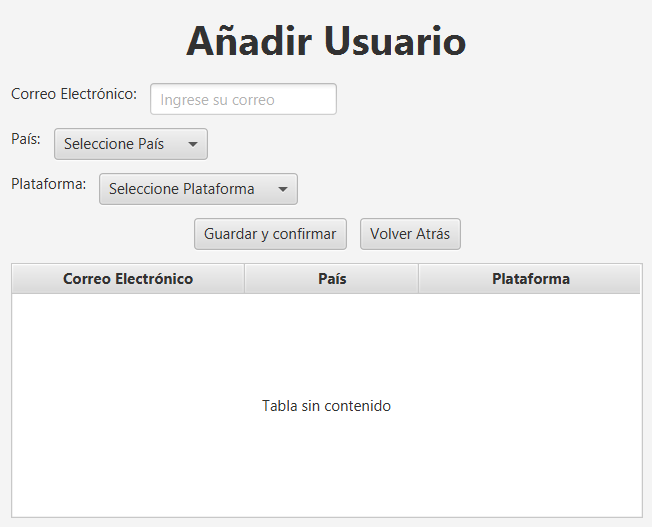 Añadir Usuario
Correo Electrónico: Ingrese su correo
País: Seleccione País
Plataforma: Seleccione Plataforma
Guardar y confirmar Volver Atrás
Correo Electrónico País Plataforma
Tabla sin contenido